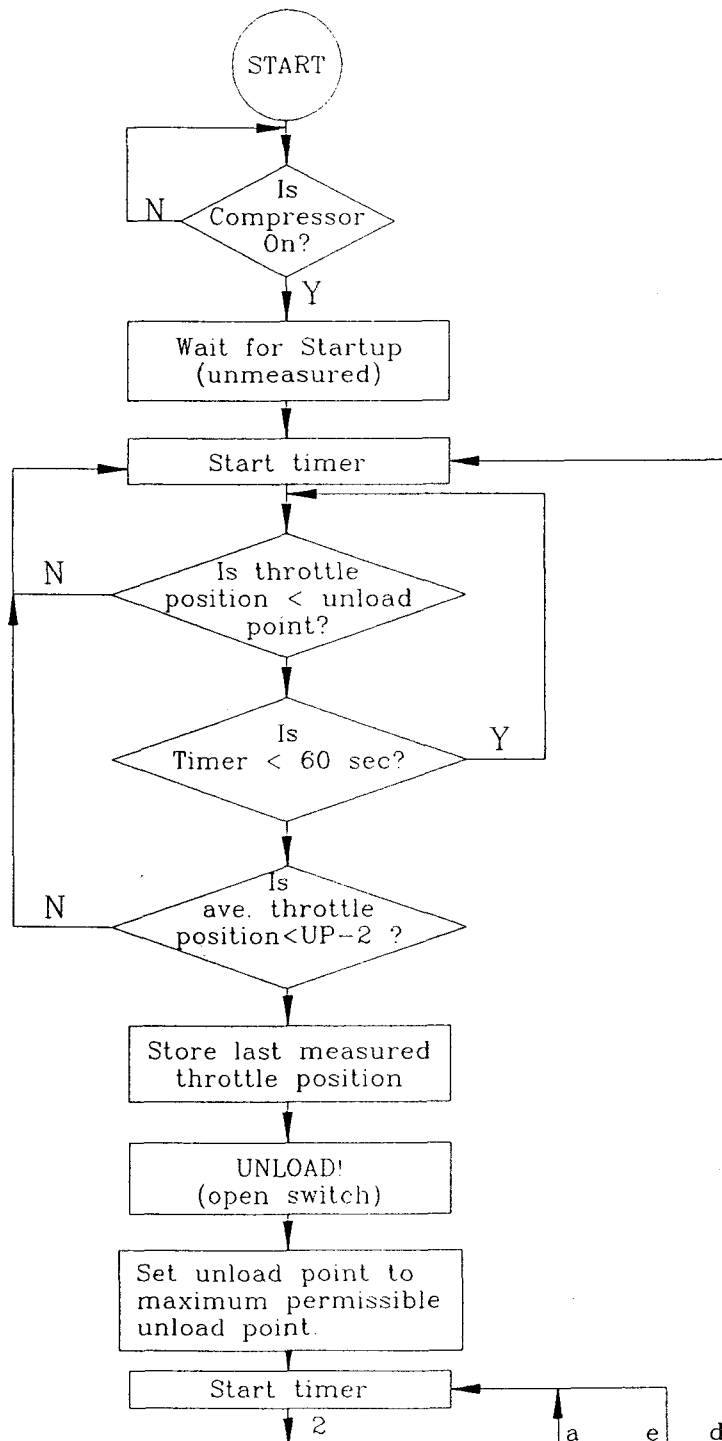 START
Is
Compressor
On?
N
Y
Wait for Startup
(unmeasured)
Start timer
Is throttle
position < unload
point?
N
Is
Timer < 60 sec?
Y
Is
ave. throttle
position<UP-2 ?
N
Store last measured
throttle position
UNLOAD!
(open switch)
Set unload point to
maximum permissible
unload point.
Start timer
2
a e d